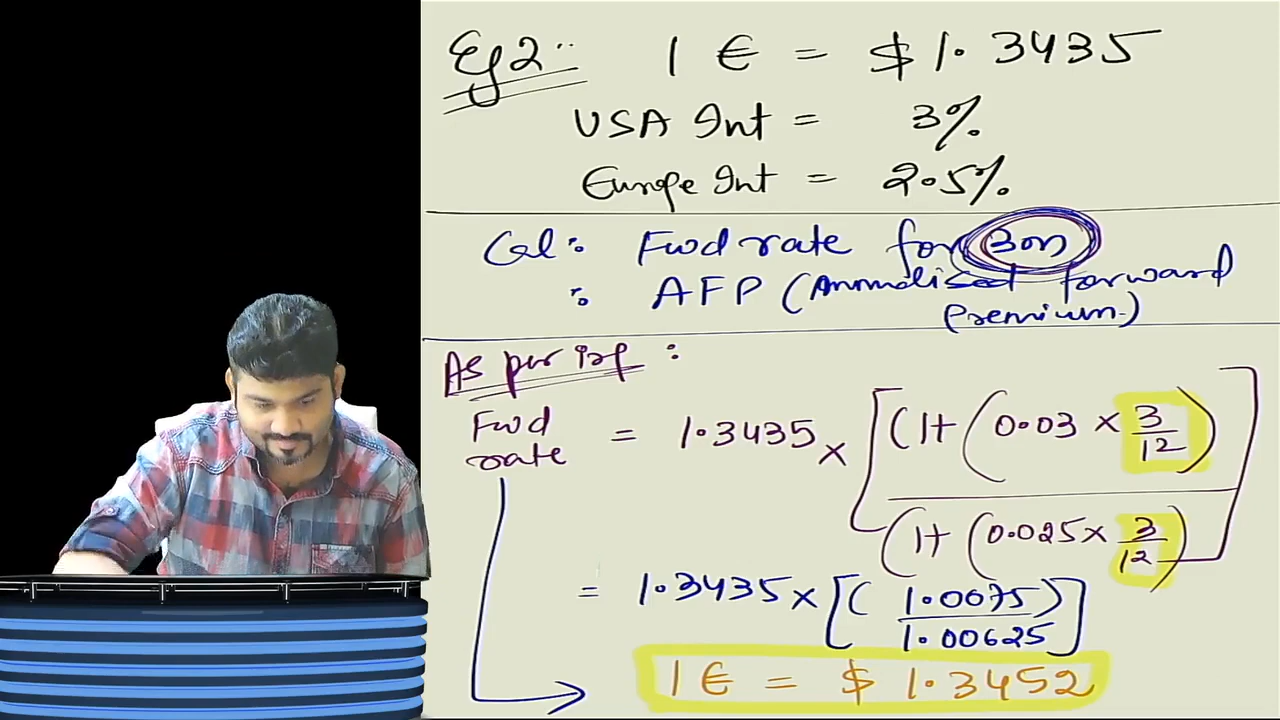 Eg 2:
1 € = $ 1.3435
USA Int = 3%
Europe Int = 2.5%
Cal: Fwd rate for 3m
: AFP (Annualised forward
Premium.)
As per irp :
Fwd rate = 1.3435 × [(1+ (0.03 × 3/12)) / (1+ (0.025 × 3/12))]
= 1.3435 × [(1.0075 / 1.00625)]
1 € = $ 1.3452